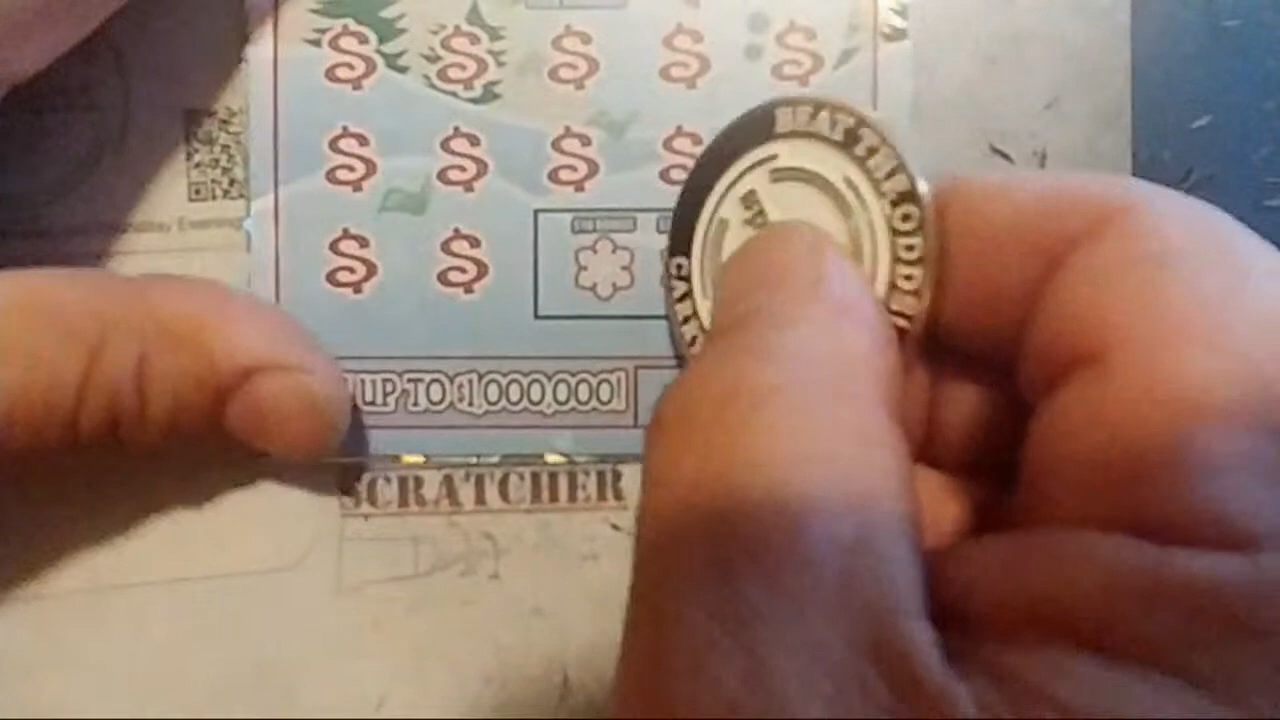 $ $ $ $ $
$ $ $ $
$ $
BEAT THE ODDS
UP TO $1,000,000!
SCRATCHER